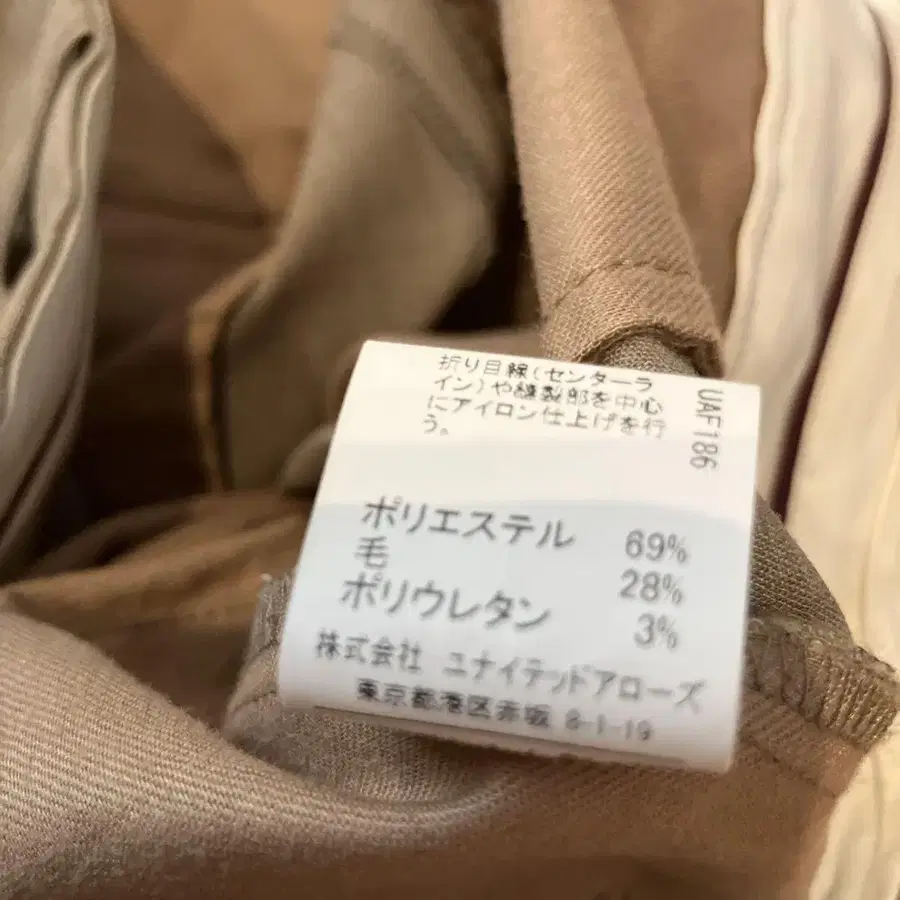 折り目線(センターラ
イン)や縫製部を中心
にアイロン仕上げを行
う。
UAF186
ポリエステル 69%
毛 28%
ポリウレタン 3%
株式会社 ユナイテッドアローズ
東京都港区赤坂 8-1-19